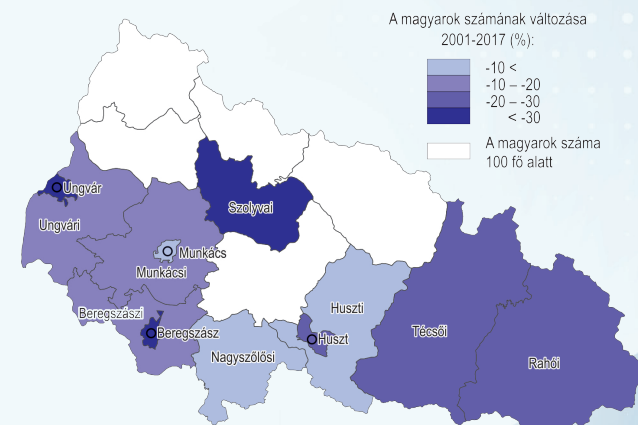 A magyarok számának változása
2001-2017 (%):
-10 <
-10 – -20
-20 – -30
< -30
A magyarok száma
100 fő alatt
Ungvár
Ungvári
Szolyvai
Munkács
Munkácsi
Beregszászi
Beregszász
Huszti
Huszt
Nagyszőlősi
Técsői
Rahói